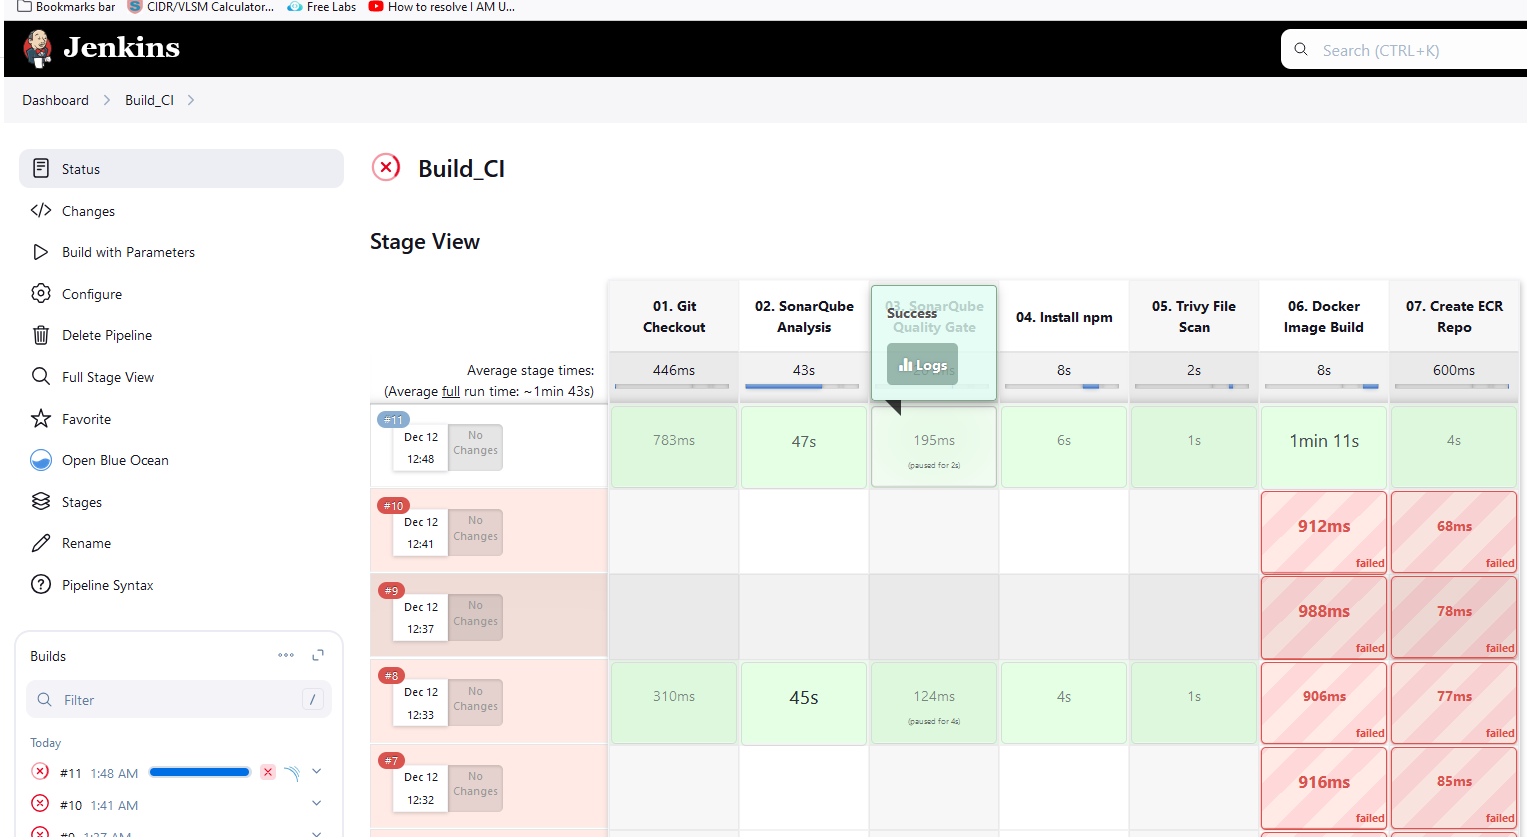 Bookmarks bar
CIDR/VLSM Calculator...
Free Labs
How to resolve I AM U...
Jenkins
Search (CTRL+K)
Dashboard
Build_CI
Status
Changes
Build with Parameters
Configure
Delete Pipeline
Full Stage View
Favorite
Open Blue Ocean
Stages
Rename
Pipeline Syntax
Builds
Filter
/
Today
#11 1:48 AM
#10 1:41 AM
#9 1:37 AM
Build_CI
Stage View
01. Git
Checkout
02. SonarQube
Analysis
03. SonarQube
Quality Gate
Success
Logs
04. Install npm
05. Trivy File
Scan
06. Docker
Image Build
07. Create ECR
Repo
Average stage times:
(Average full run time: ~1min 43s)
446ms
43s
8s
2s
8s
600ms
#11
Dec 12
12:48
No
Changes
783ms
47s
195ms
(paused for 2s)
6s
1s
1min 11s
4s
#10
Dec 12
12:41
No
Changes
912ms
failed
68ms
failed
#9
Dec 12
12:37
No
Changes
988ms
failed
78ms
failed
#8
Dec 12
12:33
No
Changes
310ms
45s
124ms
(paused for 4s)
4s
1s
906ms
failed
77ms
failed
#7
Dec 12
12:32
No
Changes
916ms
failed
85ms
failed